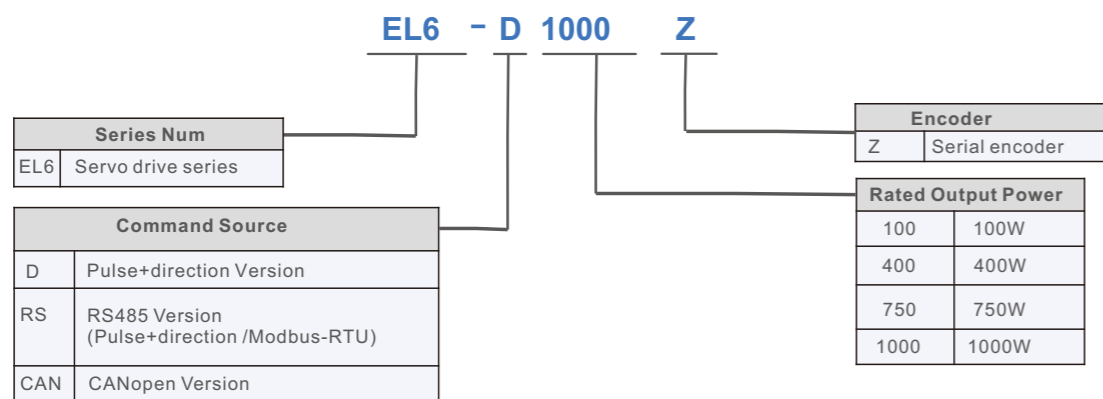 EL6 - D 1000 Z
Series Num
EL6 Servo drive series
Command Source
D Pulse+direction Version
RS RS485 Version
(Pulse+direction /Modbus-RTU)
CAN CANopen Version
Encoder
Z Serial encoder
Rated Output Power
100 100W
400 400W
750 750W
1000 1000W